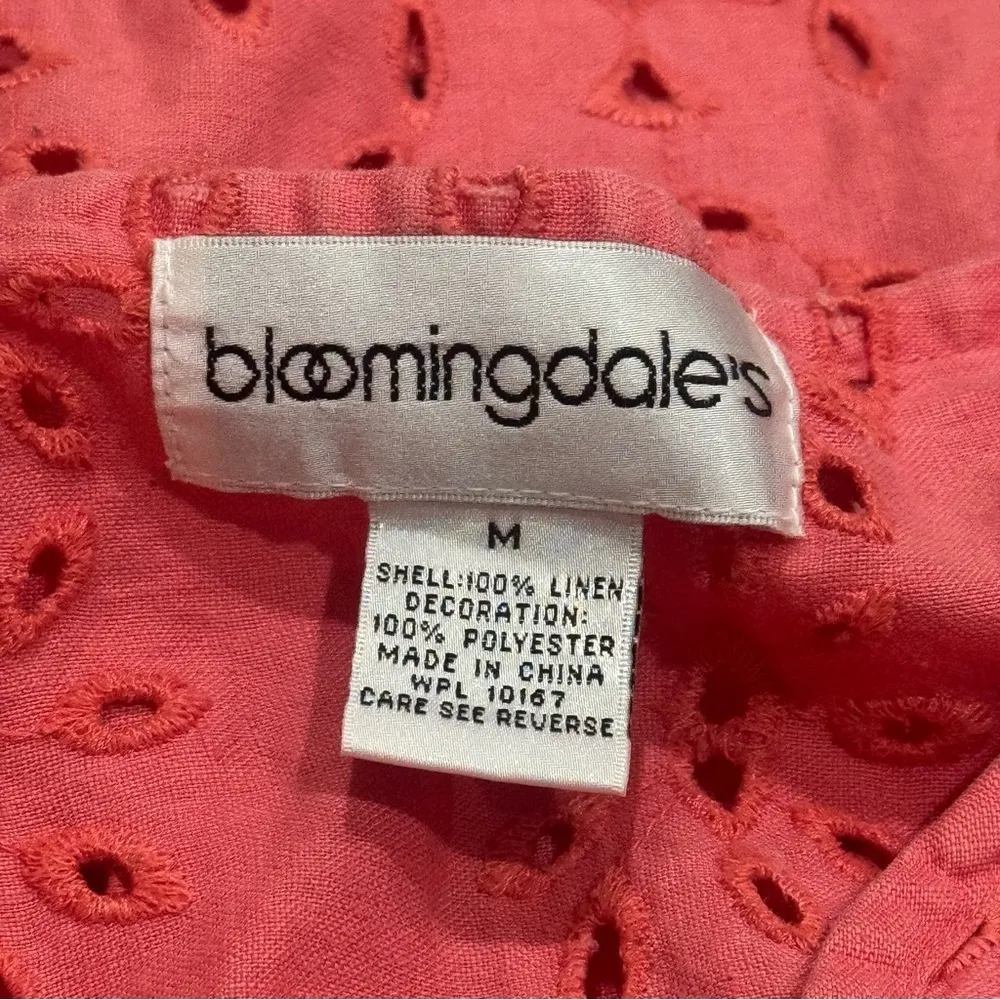 bloomingdale's
M
SHELL:100% LINEN
DECORATION:
100% POLYESTER
MADE IN CHINA
WPL 10167
CARE SEE REVERSE